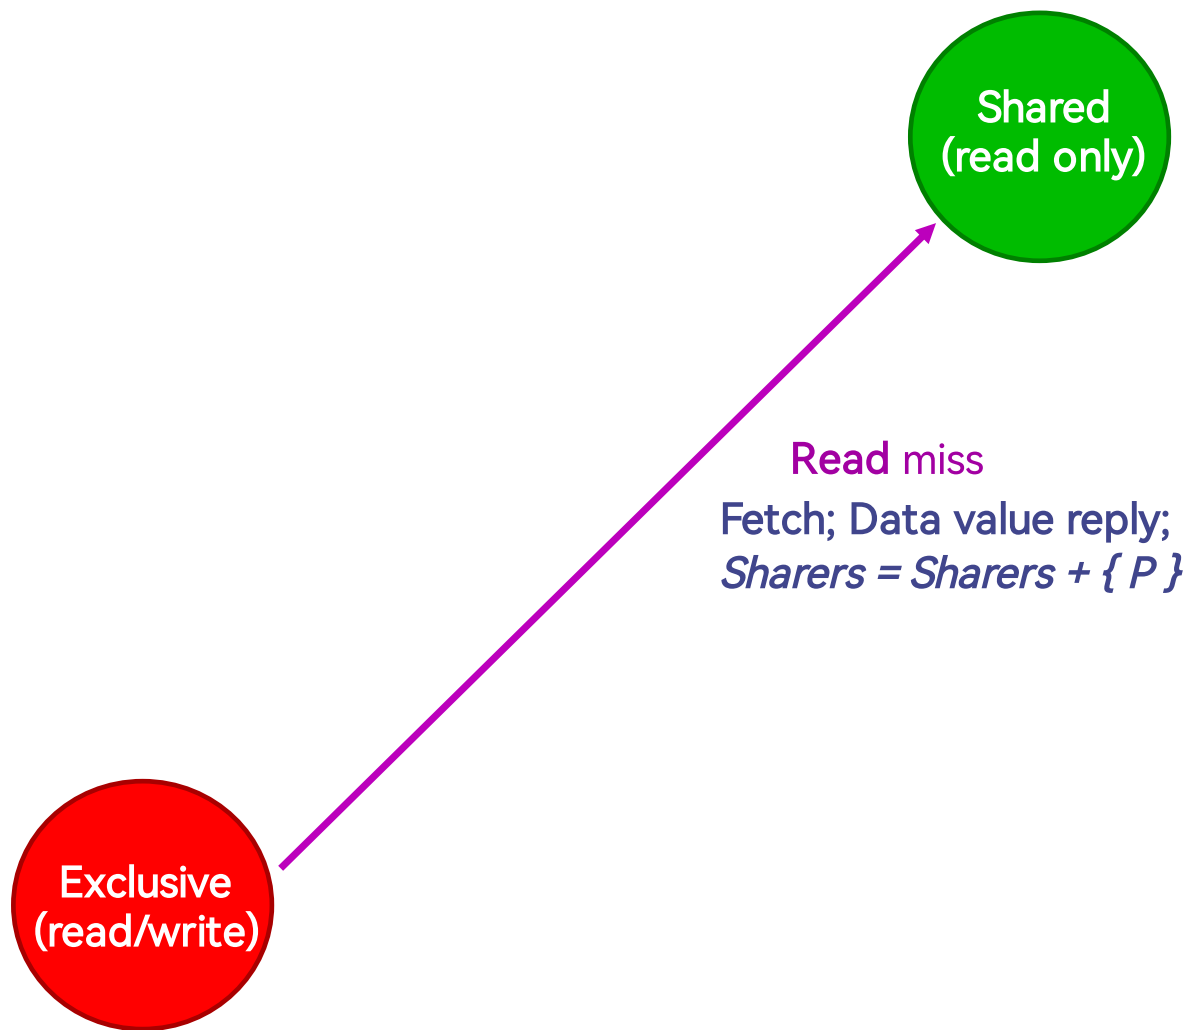 Shared
(read only)
Read miss
Fetch; Data value reply;
Sharers = Sharers + { P }
Exclusive
(read/write)